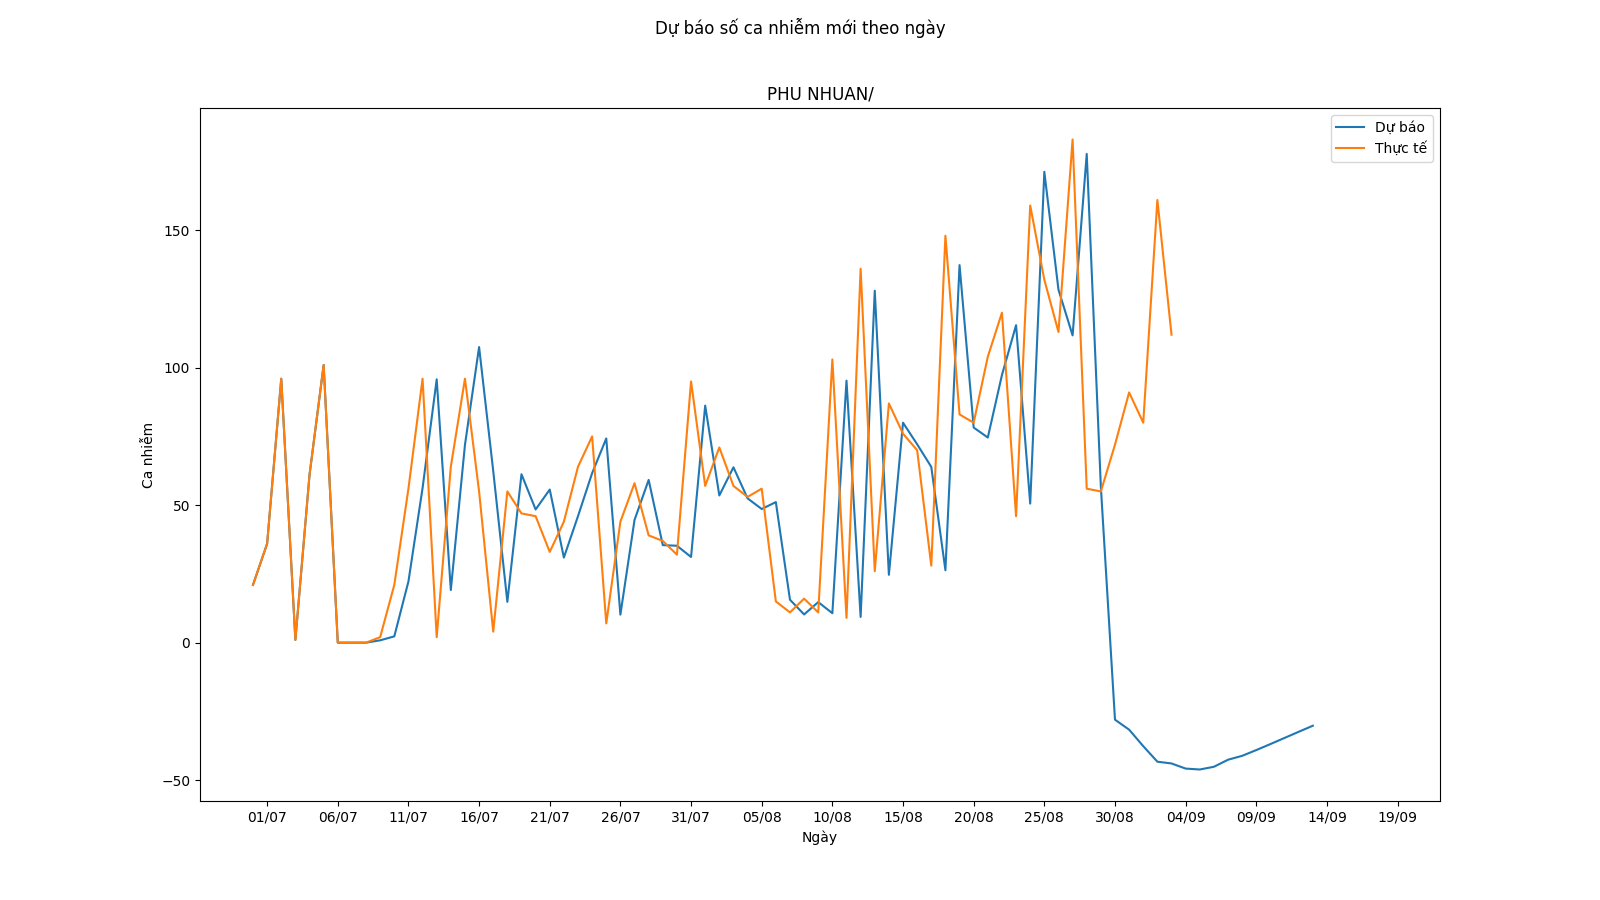 Dự báo số ca nhiễm mới theo ngày
PHU NHUAN/
Dự báo
Thực tế
Ca nhiễm
150
100
50
0
−50
01/07 06/07 11/07 16/07 21/07 26/07 31/07 05/08 10/08 15/08 20/08 25/08 30/08 04/09 09/09 14/09 19/09
Ngày